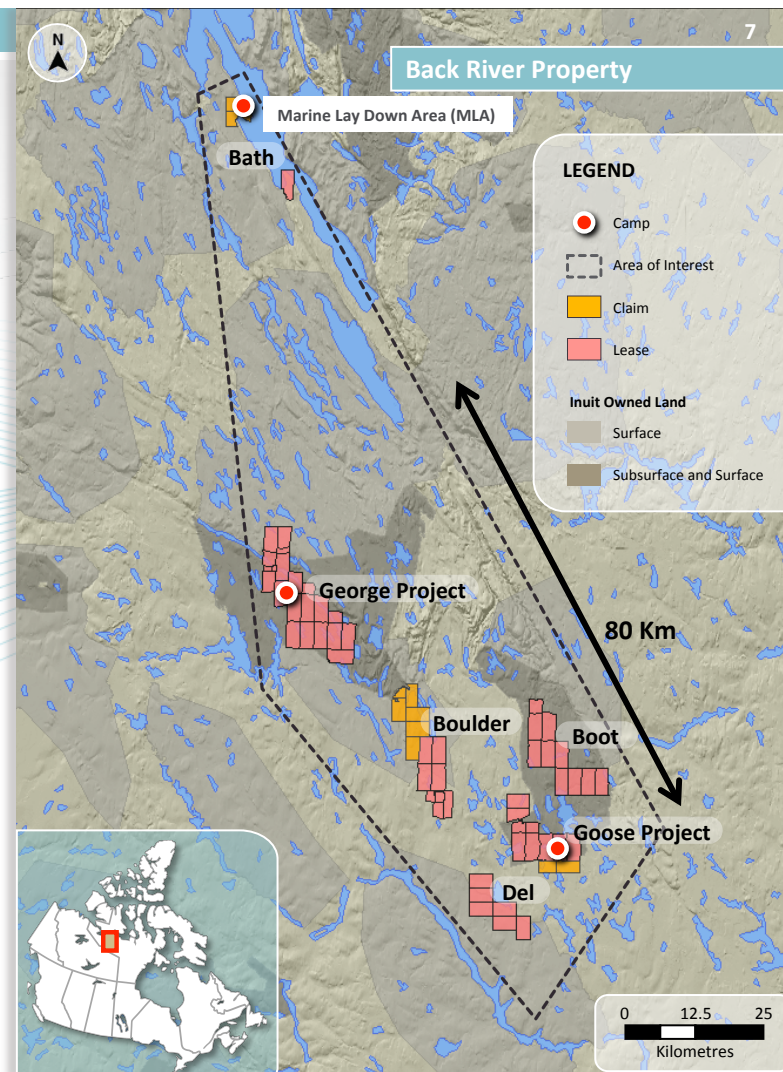 7
N
Back River Property
Marine Lay Down Area (MLA)
Bath
LEGEND
Camp
Area of Interest
Claim
Lease
Inuit Owned Land
Surface
Subsurface and Surface
George Project
80 Km
Boulder
Boot
Goose Project
Del
0 12.5 25
Kilometres